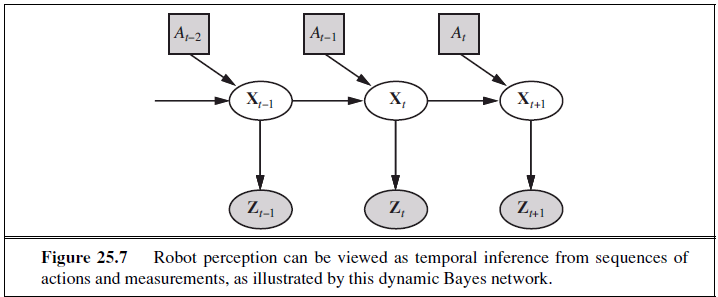 A_{t−2} A_{t−1} A_t
X_{t−1} X_t X_{t+1}
Z_{t−1} Z_t Z_{t+1}
Figure 25.7 Robot perception can be viewed as temporal inference from sequences of
actions and measurements, as illustrated by this dynamic Bayes network.